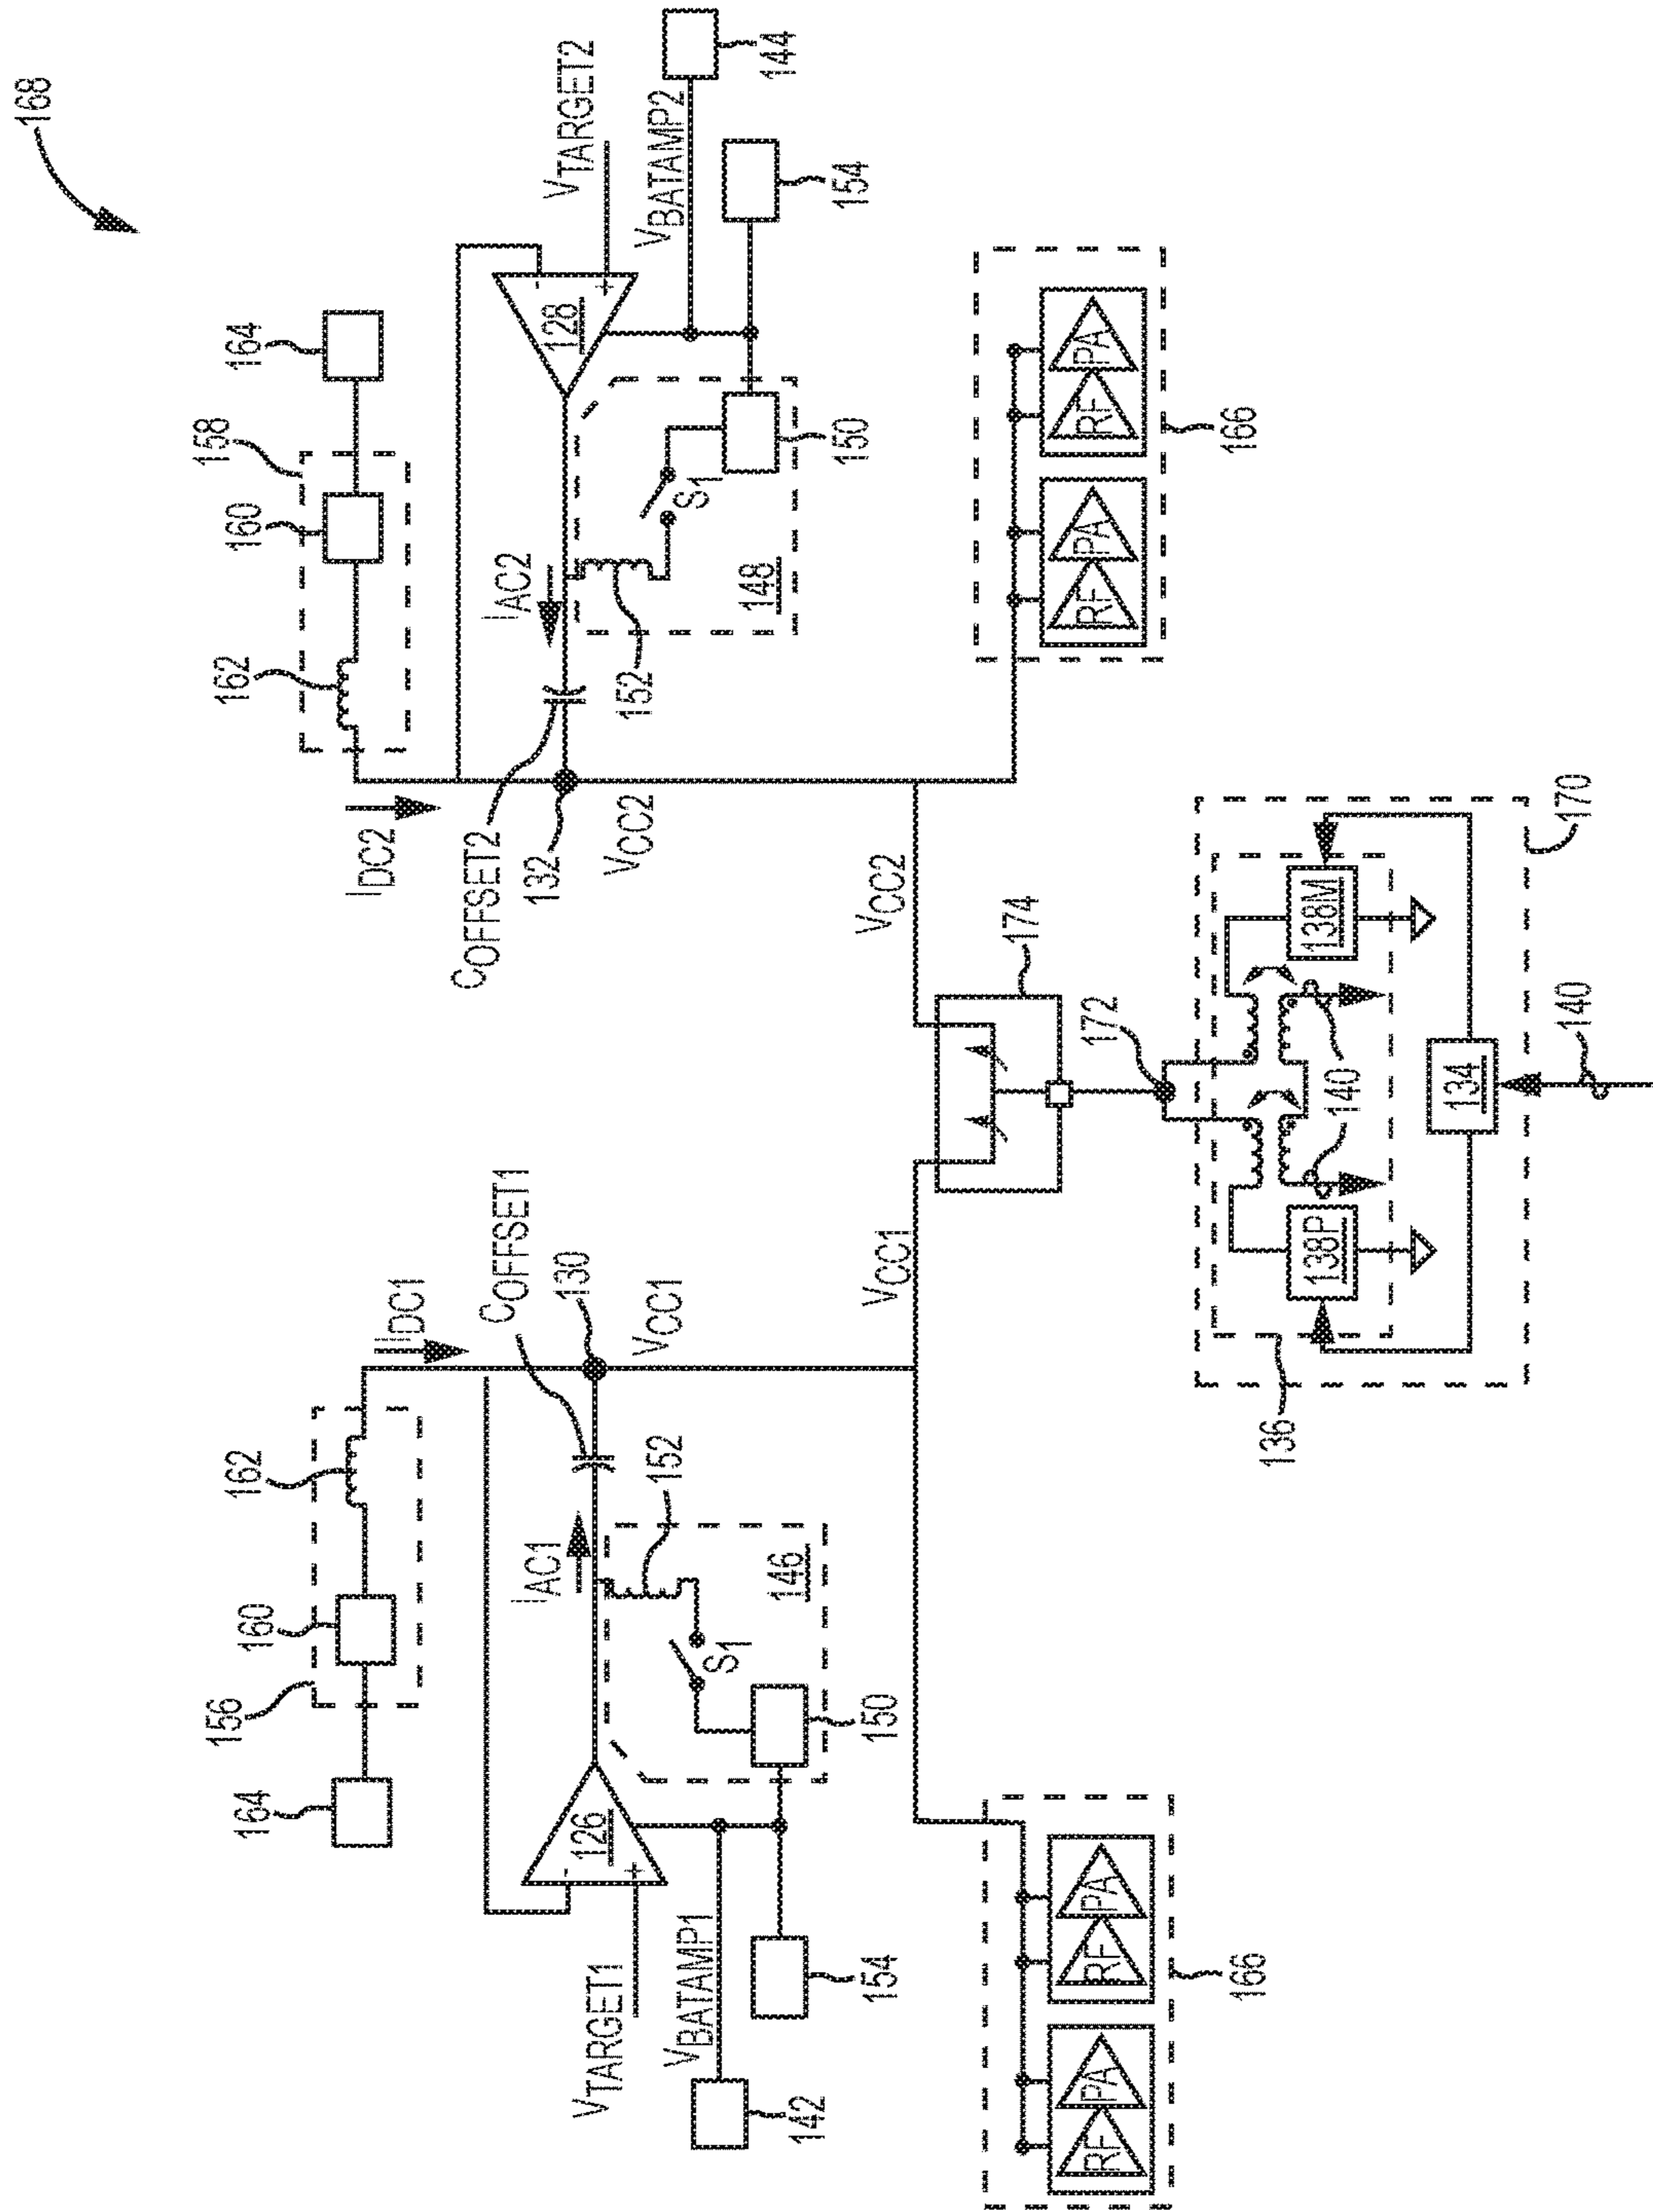 168
156
164
160
162
158
162
160
164
IDC1
IDC2
VTARGET1
126
-
+
IAC1
COFFSET1
130
VCC1
COFFSET2
132
VCC2
IAC2
128
-
+
VTARGET2
142
VBATAMP1
154
150
S1
152
146
152
S1
148
150
VBATAMP2
154
144
VCC1
VCC2
174
172
RF
PA
RF
PA
166
RF
PA
RF
PA
166
136
138P
140
140
138M
134
170
140